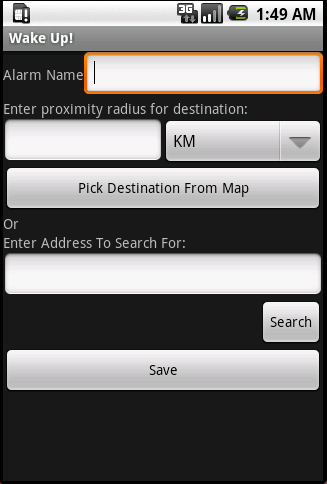 3G 1:49 AM
Wake Up!
Alarm Name
Enter proximity radius for destination:
KM
Pick Destination From Map
Or
Enter Address To Search For:
Search
Save